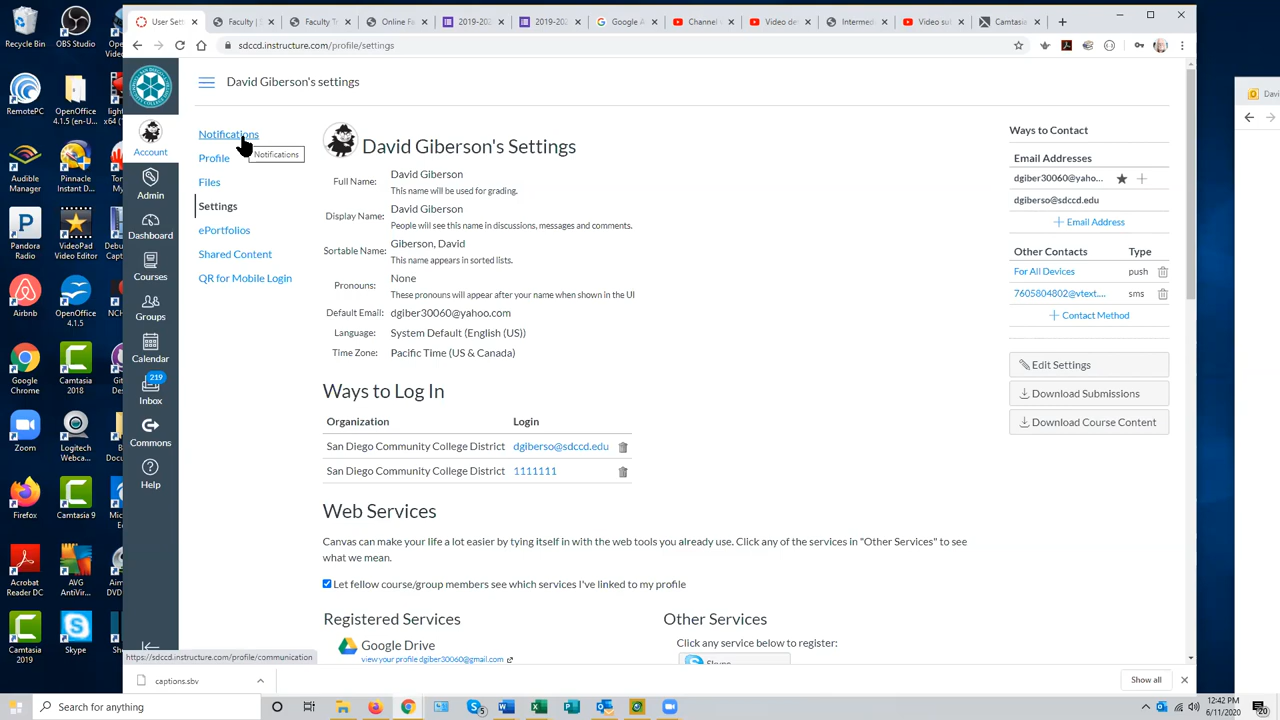 Recycle Bin
OBS Studio
RemotePC
OpenOffice
4.1.5 (en-U...
Audible
Manager
Pinnacle
Instant D...
Pandora
Radio
VideoPad
Video Editor
Airbnb
OpenOffice
4.1.5
Google
Chrome
Camtasia
2018
Zoom
Logitech
Webcam...
Firefox
Camtasia 9
Acrobat
Reader DC
AVG
AntiVir...
Camtasia
2019
Skype
User Setti
Faculty |
Faculty T
Online F
2019-202
2019-202
Google A
Channel
Video de
Intermed
Video su
Camtasia
sdccd.instructure.com/profile/settings
David Giberson's settings
Account
Admin
Dashboard
Courses
Groups
Calendar
219
Inbox
Commons
Help
Notifications
Notifications
Profile
Files
Settings
ePortfolios
Shared Content
QR for Mobile Login
David Giberson's Settings
Full Name: David Giberson
This name will be used for grading.
Display Name: David Giberson
People will see this name in discussions, messages and comments.
Sortable Name: Giberson, David
This name appears in sorted lists.
Pronouns: None
These pronouns will appear after your name when shown in the UI
Default Email: dgiber30060@yahoo.com
Language: System Default (English (US))
Time Zone: Pacific Time (US & Canada)
Ways to Log In
Organization Login
San Diego Community College District dgiberso@sdccd.edu
San Diego Community College District 1111111
Web Services
Canvas can make your life a lot easier by tying itself in with the web tools you already use. Click any of the services in "Other Services" to see
what we mean.
Let fellow course/group members see which services I've linked to my profile
Registered Services
Google Drive
view your profile dgiber30060@gmail.com
Other Services
Click any service below to register:
Skype
Ways to Contact
Email Addresses
dgiber30060@yaho...
dgiberso@sdccd.edu
Email Address
Other Contacts Type
For All Devices push
7605804802@vtext.... sms
Contact Method
Edit Settings
Download Submissions
Download Course Content
https://sdccd.instructure.com/profile/communication
captions.sbv
Show all
Davi
Search for anything
5
12:42 PM
6/11/2020
20